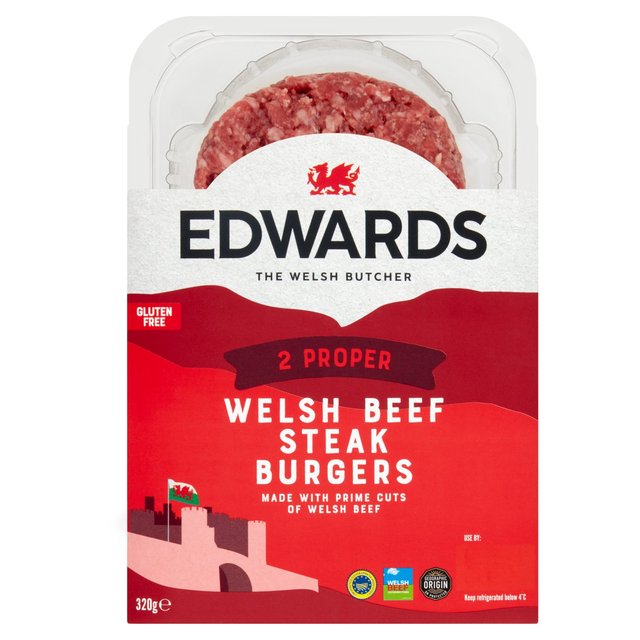 EDWARDS
THE WELSH BUTCHER
GLUTEN
FREE
2 PROPER
WELSH BEEF
STEAK
BURGERS
MADE WITH PRIME CUTS
OF WELSH BEEF
USE BY:
WELSH
BEEF
GEOGRAPHIC
ORIGIN
320g℮
Keep refrigerated below 4°C